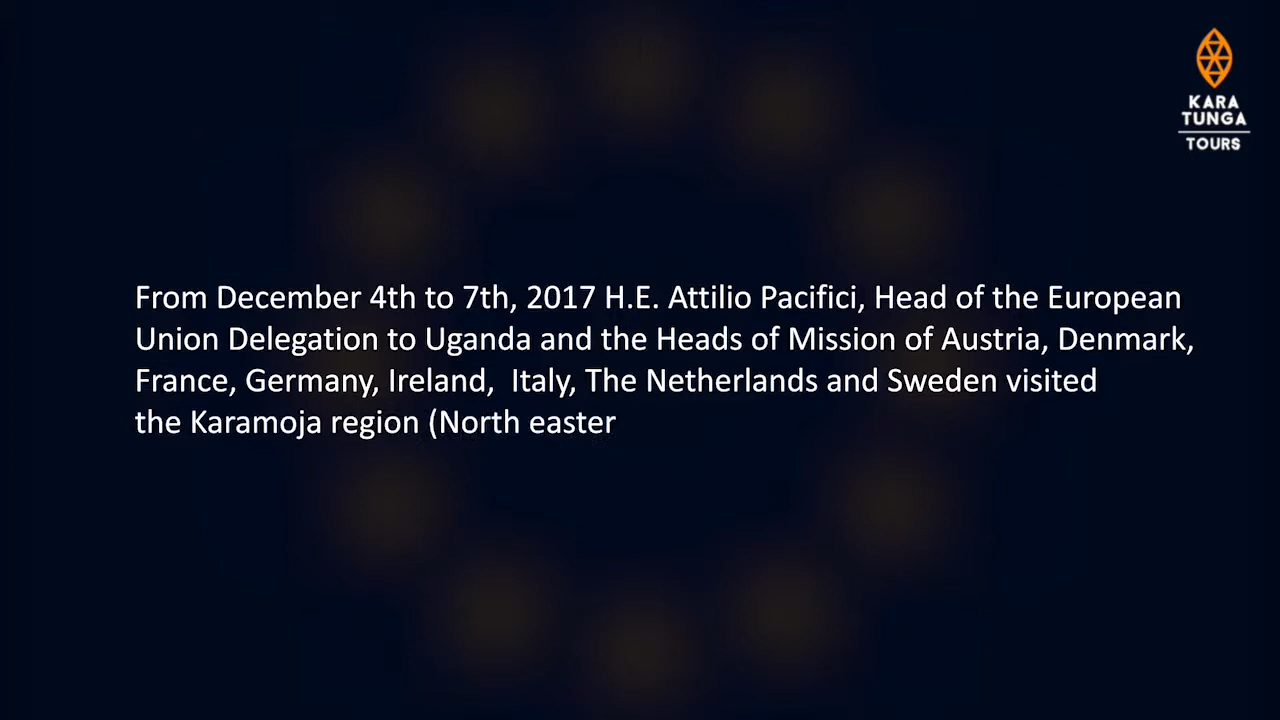 KARA
TUNGA
TOURS
From December 4th to 7th, 2017 H.E. Attilio Pacifici, Head of the European
Union Delegation to Uganda and the Heads of Mission of Austria, Denmark,
France, Germany, Ireland,  Italy, The Netherlands and Sweden visited
the Karamoja region (North easter